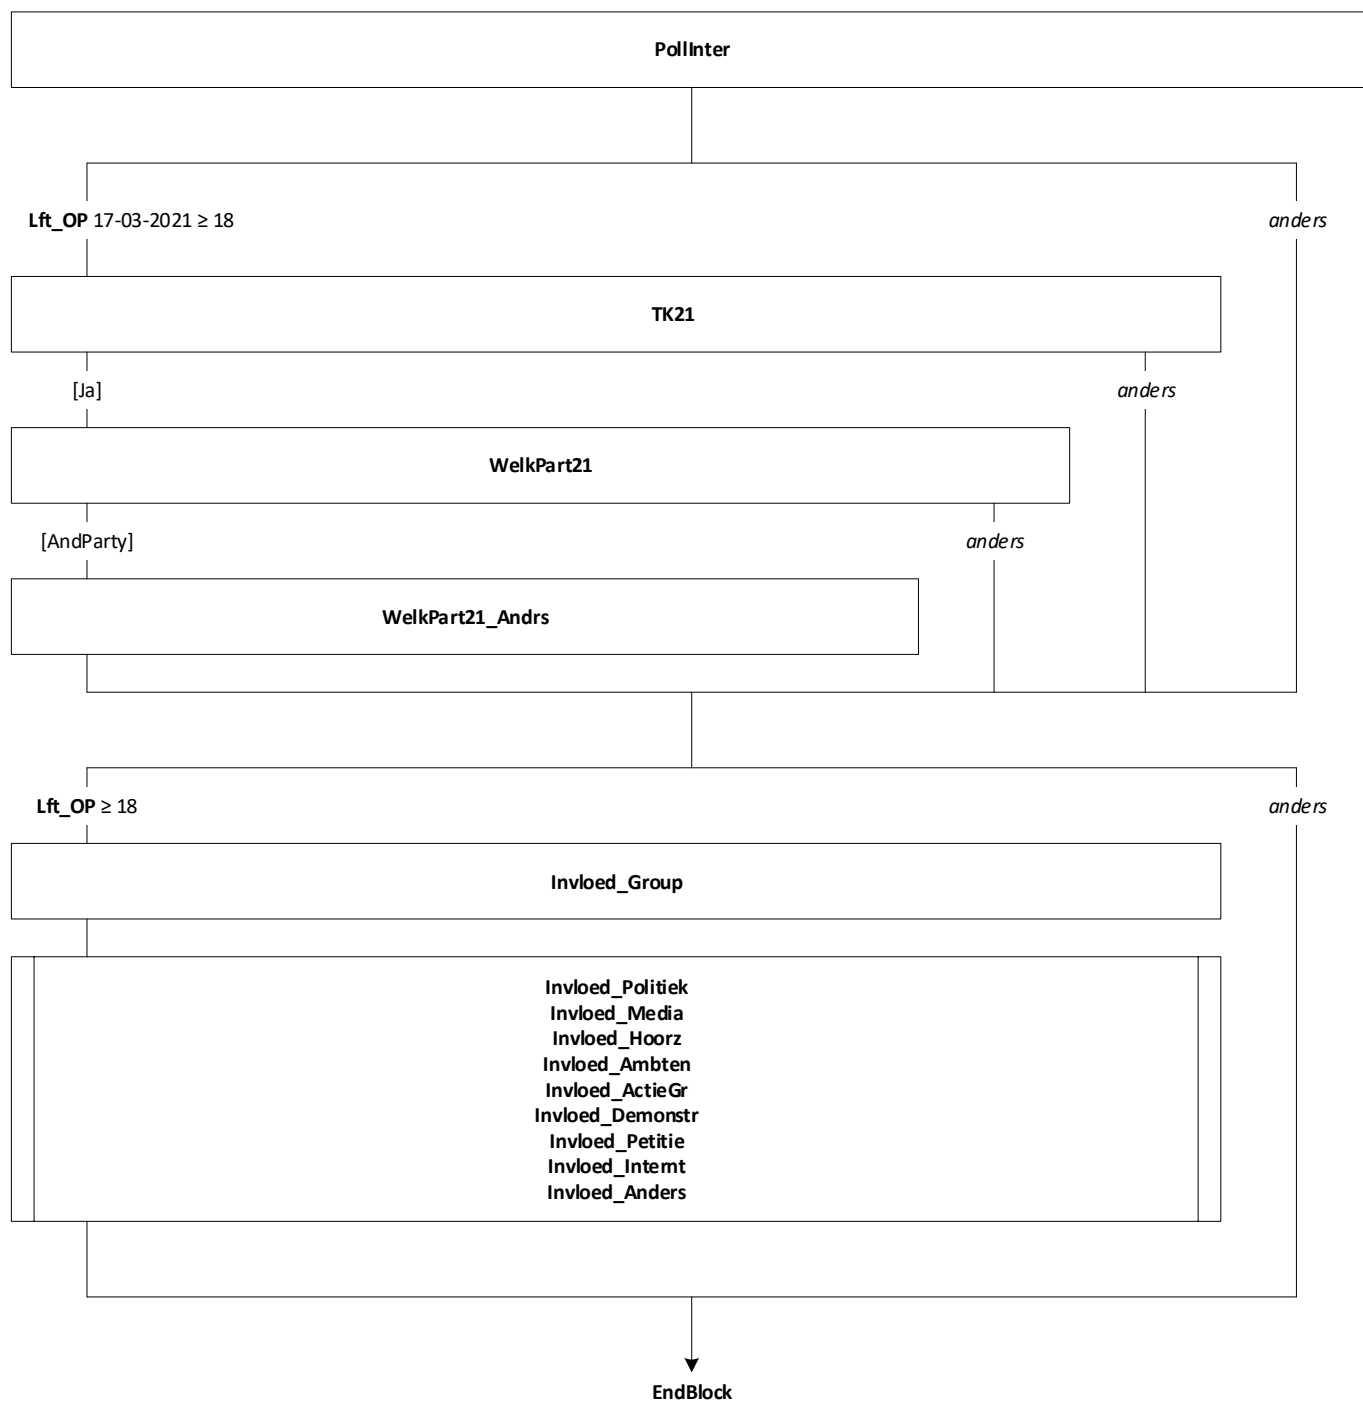 PolInter
Lft_OP 17-03-2021 ≥ 18
anders
TK21
[Ja]
anders
WelkPart21
[AndParty]
anders
WelkPart21_Andrs
Lft_OP ≥ 18
anders
Invloed_Group
Invloed_Politiek
Invloed_Media
Invloed_Hoorz
Invloed_Ambten
Invloed_ActieGr
Invloed_Demonstr
Invloed_Petitie
Invloed_Internt
Invloed_Anders
EndBlock